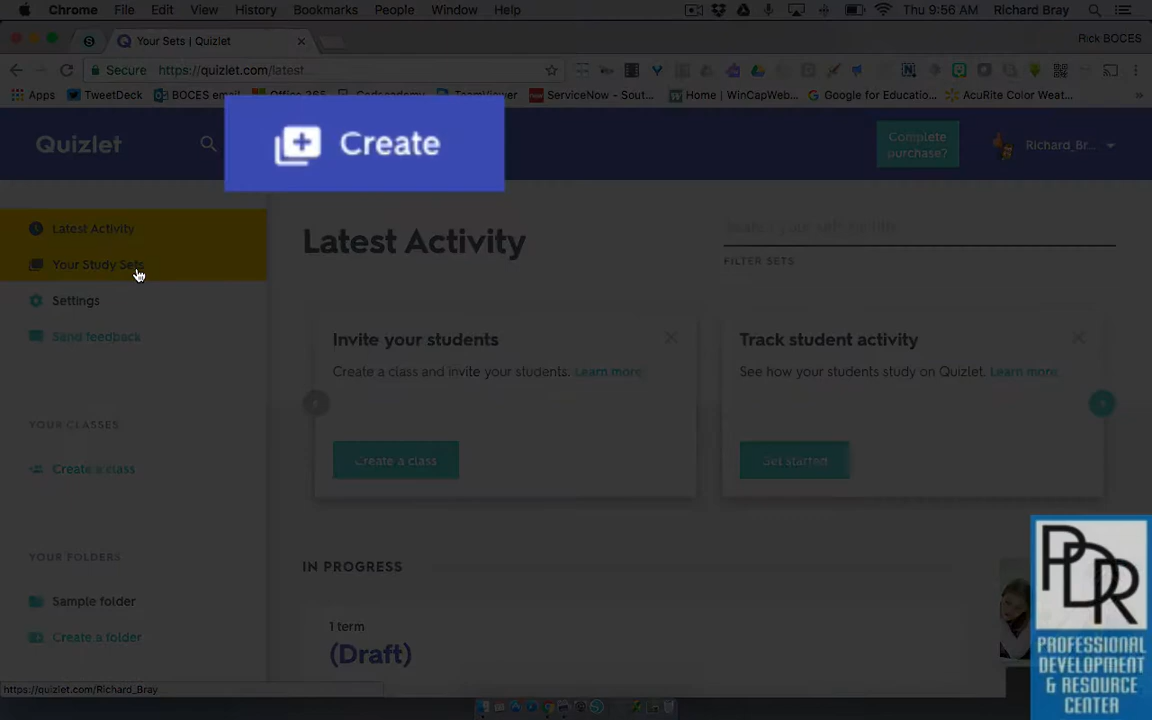 Chrome File Edit View History Bookmarks People Window Help Thu 9:56 AM Richard Bray
Your Sets | Quizlet Rick BOCES
Secure https://quizlet.com/latest...
Apps TweetDeck BOCES email Office 365 Codecademy TeamViewer ServiceNow - Sout... Home | WinCapWeb... Google for Educatio... AcuRite Color Weat... »
Quizlet Create Complete purchase? Richard_Br...
Latest Activity
Your Study Sets
Settings
Send feedback
YOUR CLASSES
Create a class
YOUR FOLDERS
Sample folder
Create a folder
Latest Activity
FILTER SETS
Invite your students
Create a class and invite your students. Learn more
Create a class
Track student activity
See how your students study on Quizlet. Learn more
Get started
IN PROGRESS
1 term
(Draft)
https://quizlet.com/Richard_Bray
PDR
PROFESSIONAL
DEVELOPMENT
& RESOURCE
CENTER